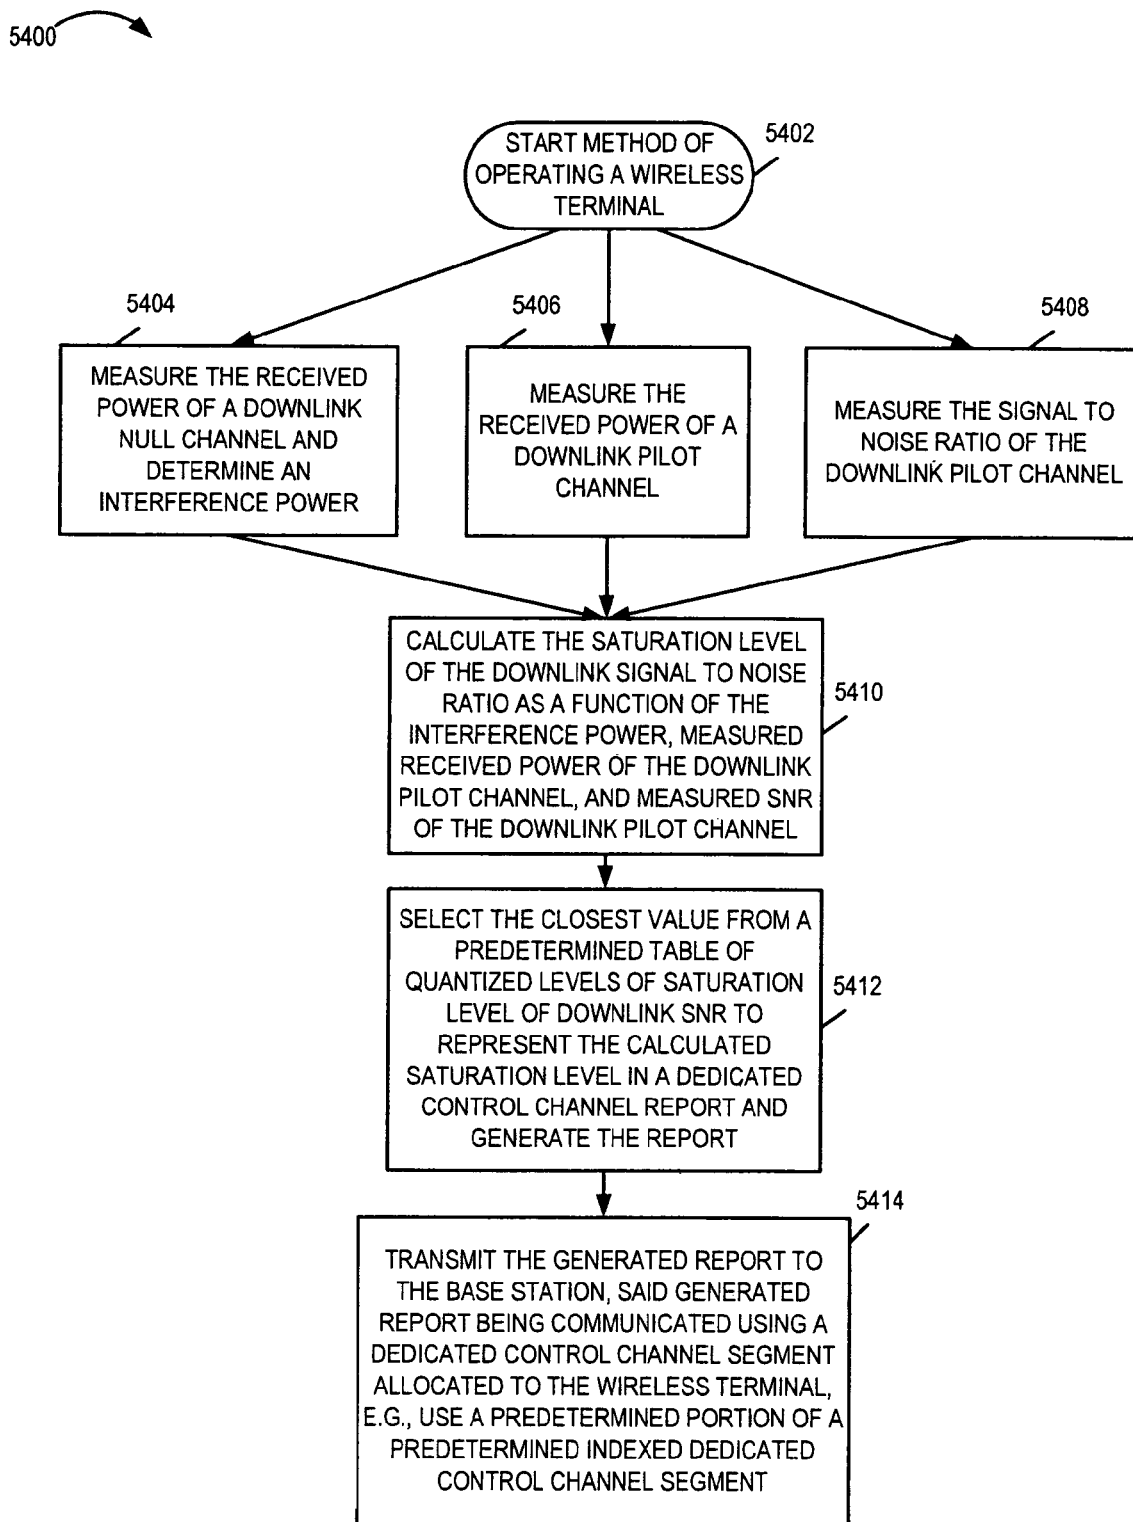 5400
START METHOD OF
OPERATING A WIRELESS
TERMINAL
5402
5404
MEASURE THE RECEIVED
POWER OF A DOWNLINK
NULL CHANNEL AND
DETERMINE AN
INTERFERENCE POWER
5406
MEASURE THE
RECEIVED POWER OF A
DOWNLINK PILOT
CHANNEL
5408
MEASURE THE SIGNAL TO
NOISE RATIO OF THE
DOWNLINK PILOT CHANNEL
CALCULATE THE SATURATION LEVEL
OF THE DOWNLINK SIGNAL TO NOISE
RATIO AS A FUNCTION OF THE
INTERFERENCE POWER, MEASURED
RECEIVED POWER OF THE DOWNLINK
PILOT CHANNEL, AND MEASURED SNR
OF THE DOWNLINK PILOT CHANNEL
5410
SELECT THE CLOSEST VALUE FROM A
PREDETERMINED TABLE OF
QUANTIZED LEVELS OF SATURATION
LEVEL OF DOWNLINK SNR TO
REPRESENT THE CALCULATED
SATURATION LEVEL IN A DEDICATED
CONTROL CHANNEL REPORT AND
GENERATE THE REPORT
5412
5414
TRANSMIT THE GENERATED REPORT TO
THE BASE STATION, SAID GENERATED
REPORT BEING COMMUNICATED USING A
DEDICATED CONTROL CHANNEL SEGMENT
ALLOCATED TO THE WIRELESS TERMINAL,
E.G., USE A PREDETERMINED PORTION OF A
PREDETERMINED INDEXED DEDICATED
CONTROL CHANNEL SEGMENT